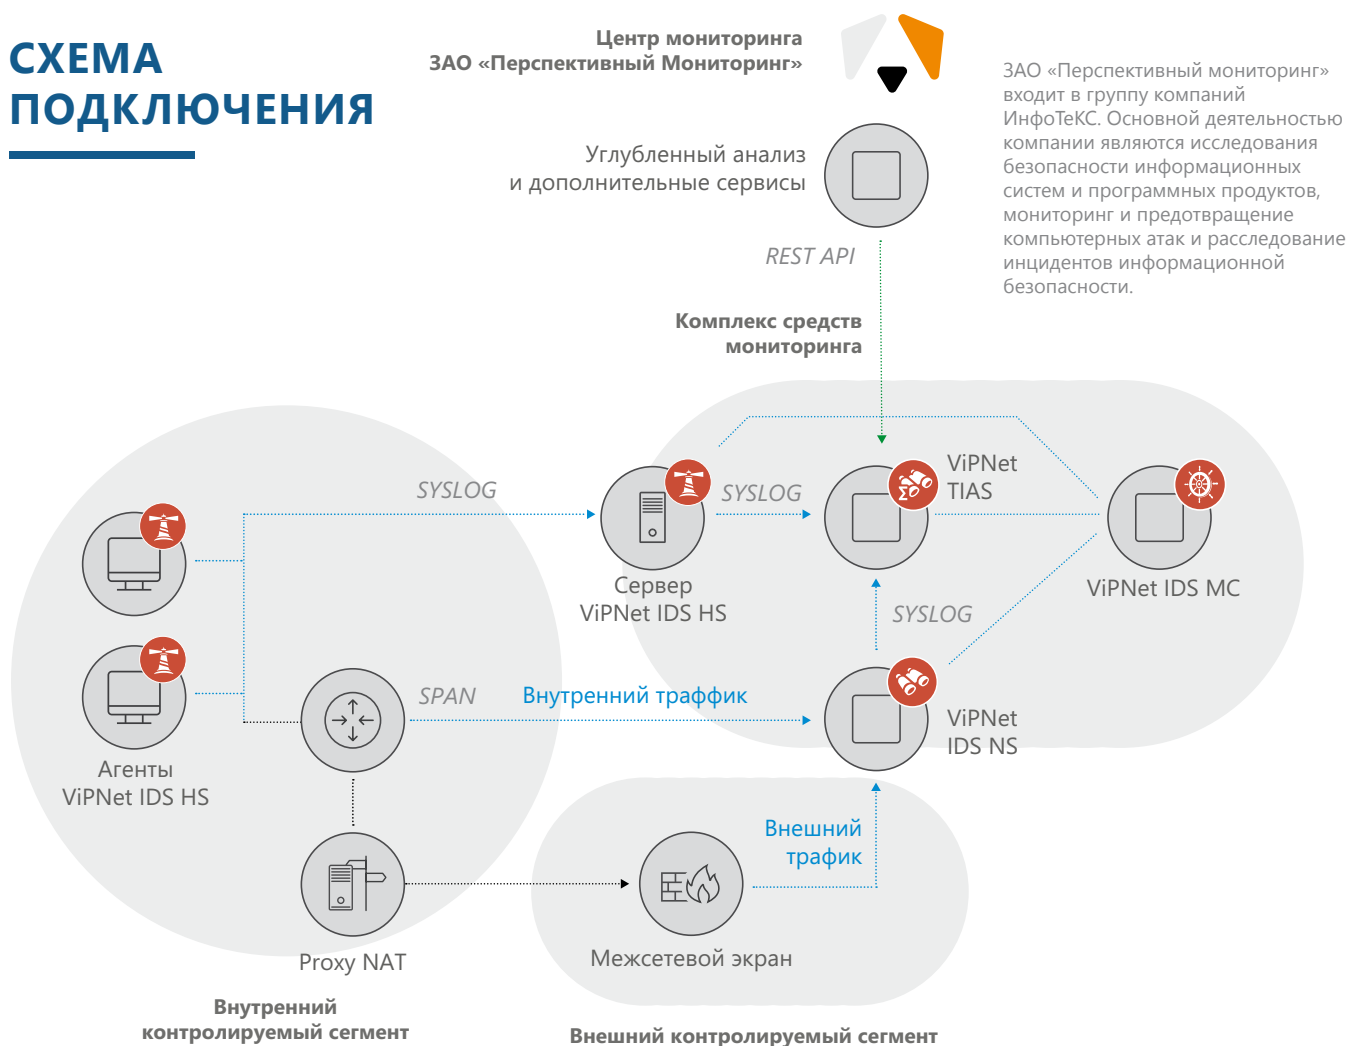 СХЕМА
ПОДКЛЮЧЕНИЯ
Центр мониторинга
ЗАО «Перспективный Мониторинг»
ЗАО «Перспективный мониторинг»
входит в группу компаний
ИнфоТеКС. Основной деятельностью
компании являются исследования
безопасности информационных
систем и программных продуктов,
мониторинг и предотвращение
компьютерных атак и расследование
инцидентов информационной
безопасности.
Углубленный анализ
и дополнительные сервисы
REST API
Комплекс средств
мониторинга
SYSLOG
SYSLOG
ViPNet
TIAS
Сервер
ViPNet IDS HS
ViPNet IDS MC
SYSLOG
SPAN
Внутренний траффик
ViPNet
IDS NS
Агенты
ViPNet IDS HS
Внешний
трафик
Proxy NAT
Межсетевой экран
Внутренний
контролируемый сегмент
Внешний контролируемый сегмент